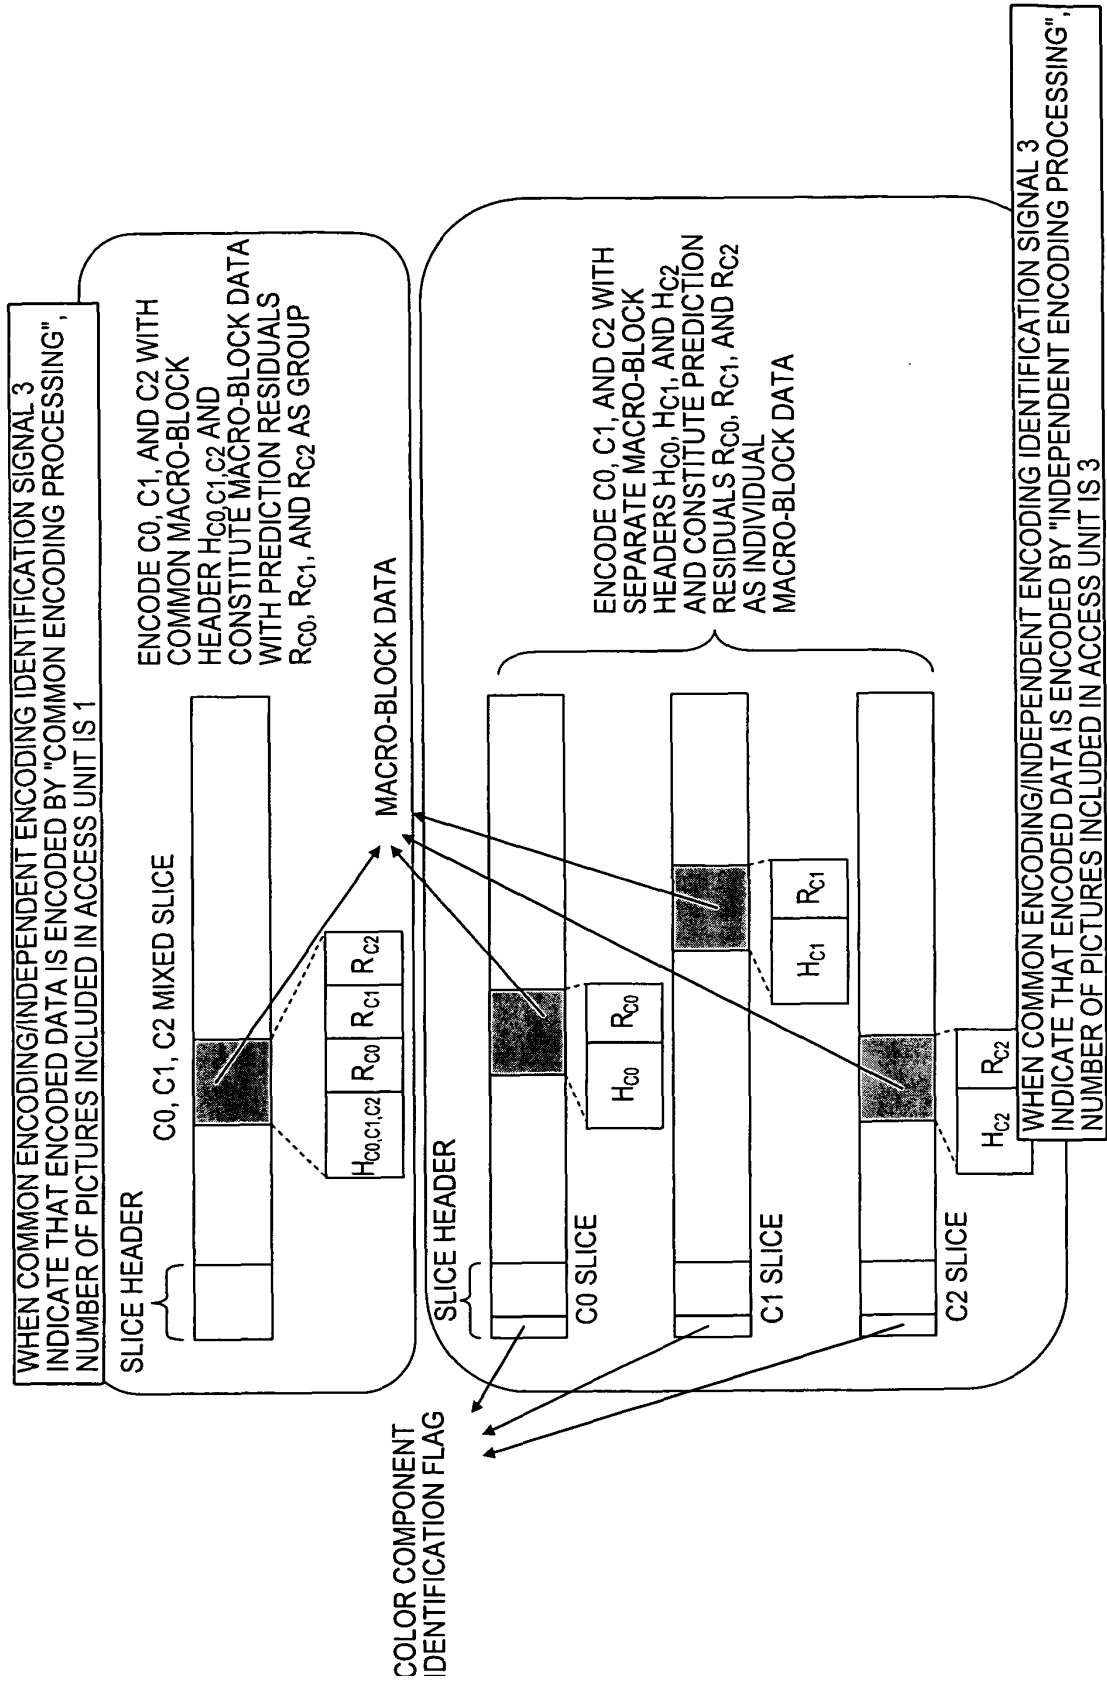 WHEN COMMON ENCODING/INDEPENDENT ENCODING IDENTIFICATION SIGNAL 3
INDICATE THAT ENCODED DATA IS ENCODED BY "COMMON ENCODING PROCESSING",
NUMBER OF PICTURES INCLUDED IN ACCESS UNIT IS 1
SLICE HEADER
C0, C1, C2 MIXED SLICE
ENCODE C0, C1, AND C2 WITH
COMMON MACRO-BLOCK
HEADER HC0,C1,C2 AND
CONSTITUTE MACRO-BLOCK DATA
WITH PREDICTION RESIDUALS
RC0, RC1, AND RC2 AS GROUP
HC0,C1,C2
RC0
RC1
RC2
MACRO-BLOCK DATA
COLOR COMPONENT
IDENTIFICATION FLAG
SLICE HEADER
C0 SLICE
HC0
RC0
C1 SLICE
HC1
RC1
C2 SLICE
HC2
RC2
ENCODE C0, C1, AND C2 WITH
SEPARATE MACRO-BLOCK
HEADERS HC0, HC1, AND HC2
AND CONSTITUTE PREDICTION
RESIDUALS RC0, RC1, AND RC2
AS INDIVIDUAL
MACRO-BLOCK DATA
WHEN COMMON ENCODING/INDEPENDENT ENCODING IDENTIFICATION SIGNAL 3
INDICATE THAT ENCODED DATA IS ENCODED BY "INDEPENDENT ENCODING PROCESSING",
NUMBER OF PICTURES INCLUDED IN ACCESS UNIT IS 3